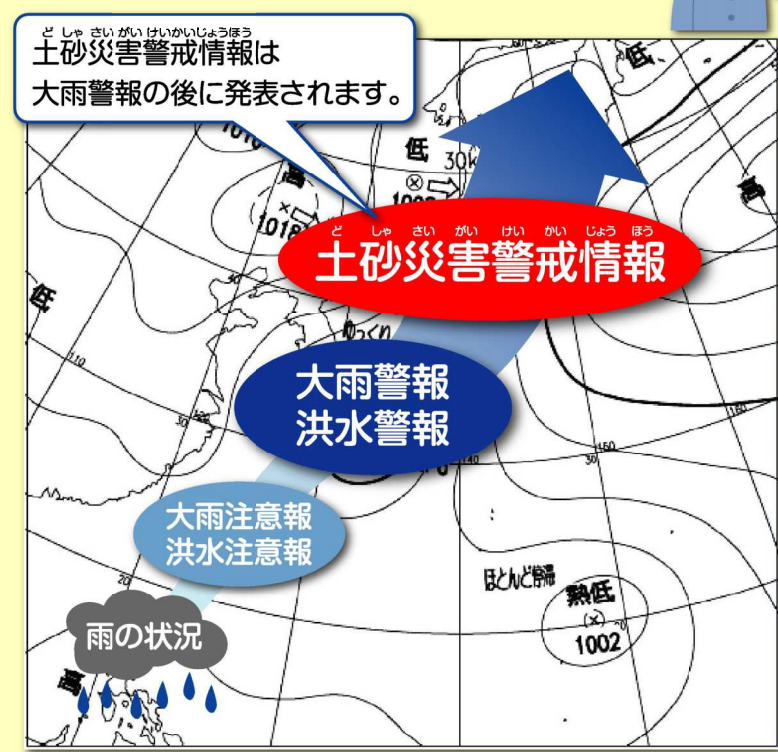 どしゃさいがいけいかいじょうほう
土砂災害警戒情報は
大雨警報の後に発表されます。
低
低
30k
高
1018
高
どしゃさいがいけいかいじょうほう
土砂災害警戒情報
低
ゆっくり
大雨警報
洪水警報
110
30
160
150
30
140
大雨注意報
洪水注意報
ほとんど停滞
20
熱低
(×)
1002
雨の状況
高